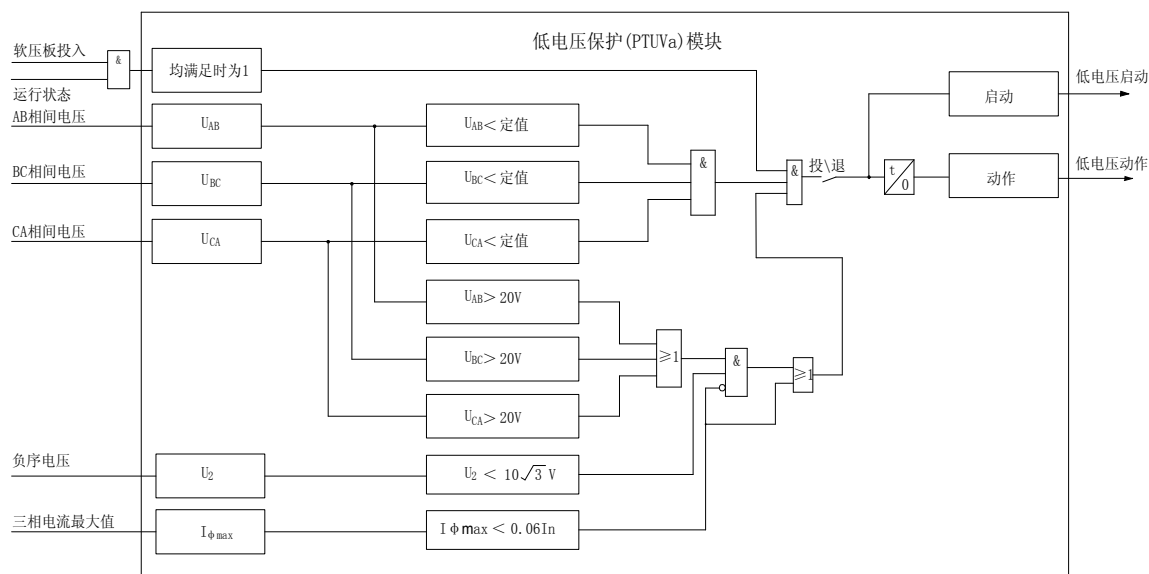 低电压保护(PTUVa)模块
软压板投入
&
均满足时为1
运行状态
AB相间电压
UAB
UAB＜定值
BC相间电压
UBC
UBC＜定值
CA相间电压
UCA
UCA＜定值
&
&
投\退
t
0
启动
低电压启动
动作
低电压动作
UAB＞20V
UBC＞20V
UCA＞20V
≥1
&
≥1
负序电压
U2
U2 ＜ 10√3 V
三相电流最大值
Iφmax
Iφmax＜0.06In